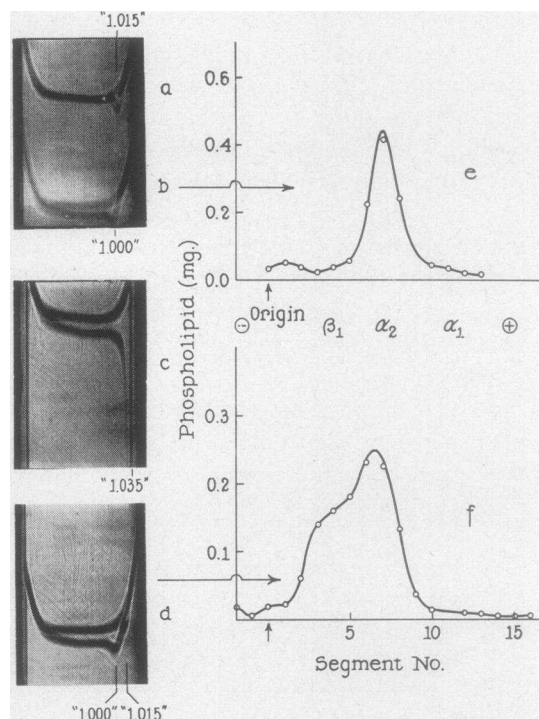 "1.015"
a
b
"1.000"
c
"1.035"
d
"1.000" "1.015"
Phospholipid (mg.)
0.6
0.4
0.2
0.0
e
Origin
⊖ β₁ α₂ α₁ ⊕
0.3
0.2
0.1
f
5 10 15
Segment No.